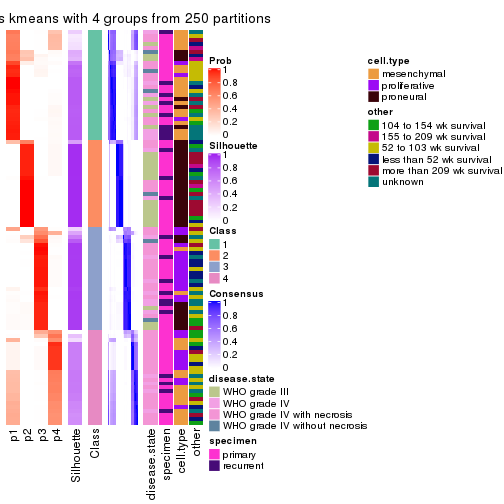 s kmeans with 4 groups from 250 partitions
Prob
1
0.8
0.6
0.4
0.2
0
Silhouette
1
0.8
0.6
0.4
0.2
0
Class
1
2
3
4
Consensus
1
0.8
0.6
0.4
0.2
0
disease.state
WHO grade III
WHO grade IV
WHO grade IV with necrosis
WHO grade IV without necrosis
specimen
primary
recurrent
cell.type
mesenchymal
proliferative
proneural
other
104 to 154 wk survival
155 to 209 wk survival
52 to 103 wk survival
less than 52 wk survival
more than 209 wk survival
unknown
p1
p2
p3
p4
Silhouette
Class
disease.state
specimen
cell.type
other